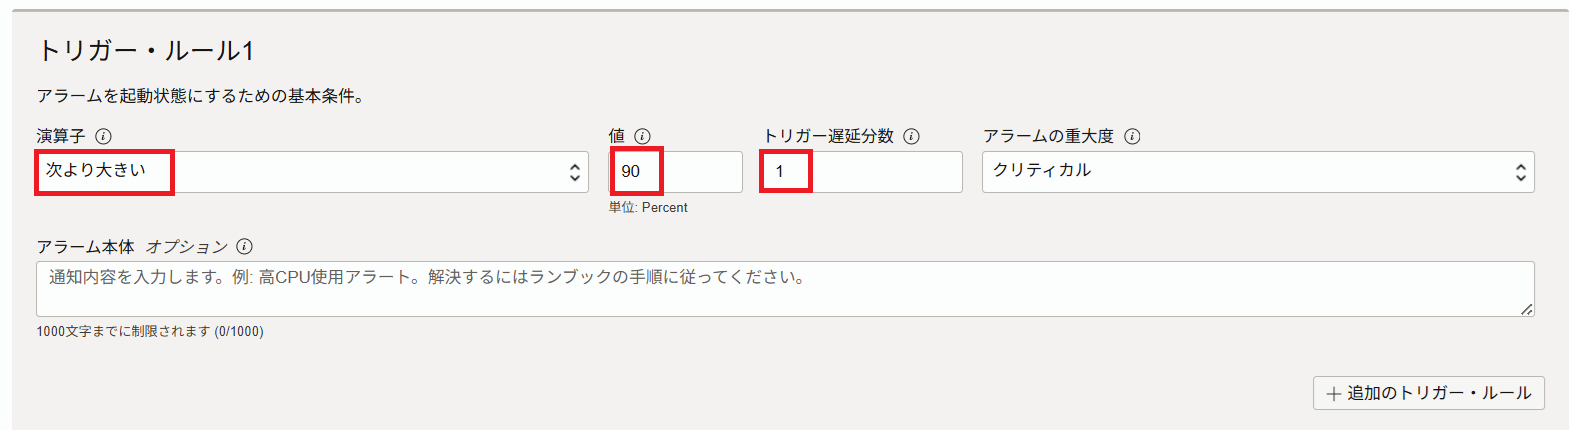 トリガー・ルール1
アラームを起動状態にするための基本条件。
演算子 値 トリガー遅延分数 アラームの重大度
次より大きい 90 1 クリティカル
単位: Percent
アラーム本体 オプション
通知内容を入力します。例: 高CPU使用アラート。解決するにはランブックの手順に従ってください。
1000文字までに制限されます (0/1000)
+ 追加のトリガー・ルール